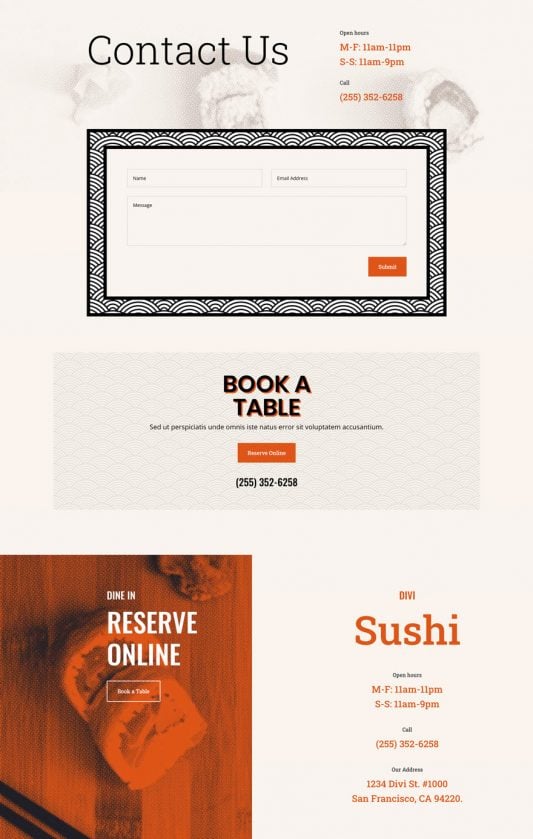 Contact Us
Open hours
M-F: 11am-11pm
S-S: 11am-9pm
Call
(255) 352-6258
Name
Email Address
Message
Submit
BOOK A
TABLE
Sed ut perspiciatis unde omnis iste natus error sit voluptatem accusantium.
Reserve Online
(255) 352-6258
DINE IN
RESERVE
ONLINE
Book a Table
DIVI
Sushi
Open hours
M-F: 11am-11pm
S-S: 11am-9pm
Call
(255) 352-6258
Our Address
1234 Divi St. #1000
San Francisco, CA 94220.